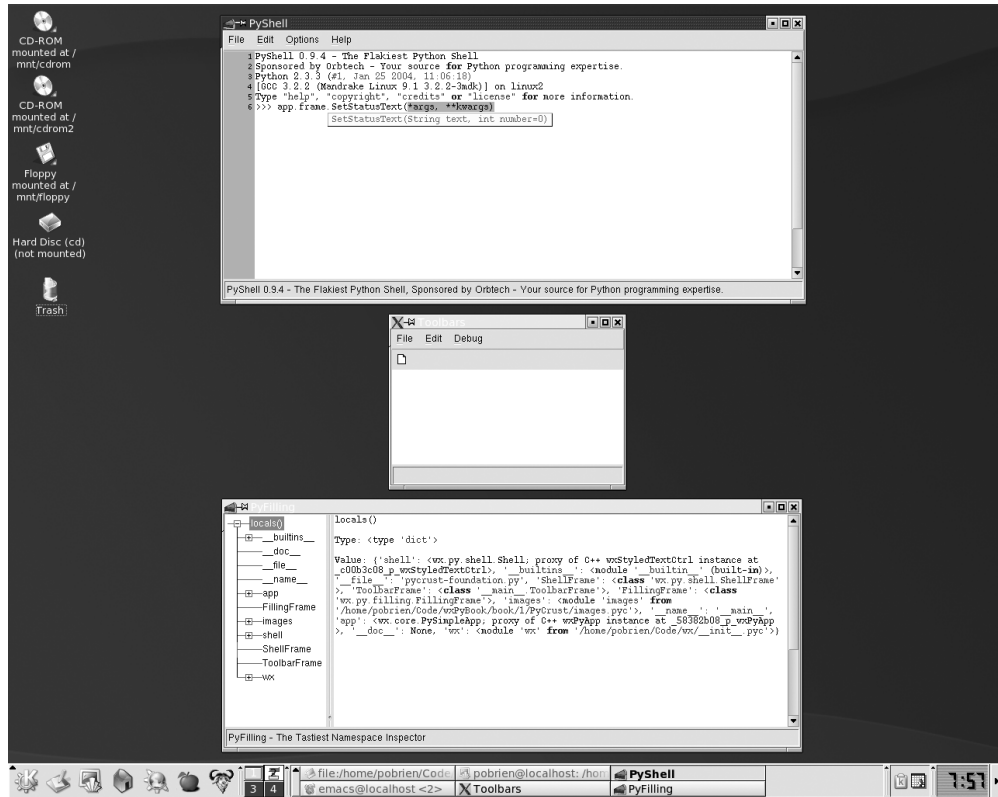 CD-ROM
mounted at /
mnt/cdrom
CD-ROM
mounted at /
mnt/cdrom2
Floppy
mounted at /
mnt/floppy
Hard Disc (cd)
(not mounted)
Trash
PyShell
File Edit Options Help
1 PyShell 0.9.4 - The Flakiest Python Shell
2 Sponsored by Orbtech - Your source for Python programming expertise.
3 Python 2.3.3 (#1, Jan 25 2004, 11:06:18)
4 [GCC 3.2.2 (Mandrake Linux 9.1 3.2.2-3mdk)] on linux2
5 Type "help", "copyright", "credits" or "license" for more information.
6 >>> app.frame.SetStatusText(*args, **kwargs)
SetStatusText(String text, int number=0)
PyShell 0.9.4 - The Flakiest Python Shell, Sponsored by Orbtech - Your source for Python programming expertise.
Toolbars
File Edit Debug
PyFilling
locals()
__builtins__
__doc__
__file__
__name__
app
FillingFrame
images
shell
ShellFrame
ToolbarFrame
wx
locals()
Type: <type 'dict'>
Value: {'shell': <wx.py.shell.Shell; proxy of C++ wxStyledTextCtrl instance at
_c00b3c08_p_wxStyledTextCtrl>, '__builtins__': <module '__builtin__' (built-in)>,
'__file__': 'pycrust-foundation.py', 'ShellFrame': <class 'wx.py.shell.ShellFrame'
>, 'ToolbarFrame': <class '__main__.ToolbarFrame'>, 'FillingFrame': <class
'wx.py.filling.FillingFrame'>, 'images': <module 'images' from
'/home/pobrien/Code/wxPyBook/book/1/PyCrust/images.pyc'>, '__name__': '__main__',
'app': <wx.core.PySimpleApp; proxy of C++ wxPyApp instance at _58382b08_p_wxPyApp
>, '__doc__': None, 'wx': <module 'wx' from '/home/pobrien/Code/wx/__init__.pyc'>}
PyFilling - The Tastiest Namespace Inspector
3 4
file:/home/pobrien/Code pobrien@localhost: /hom PyShell
emacs@localhost <2> Toolbars PyFilling
7:57